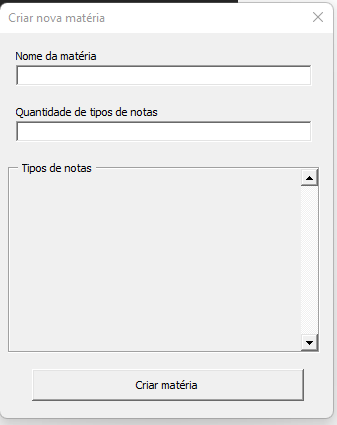 Criar nova matéria
Nome da matéria
Quantidade de tipos de notas
Tipos de notas
Criar matéria